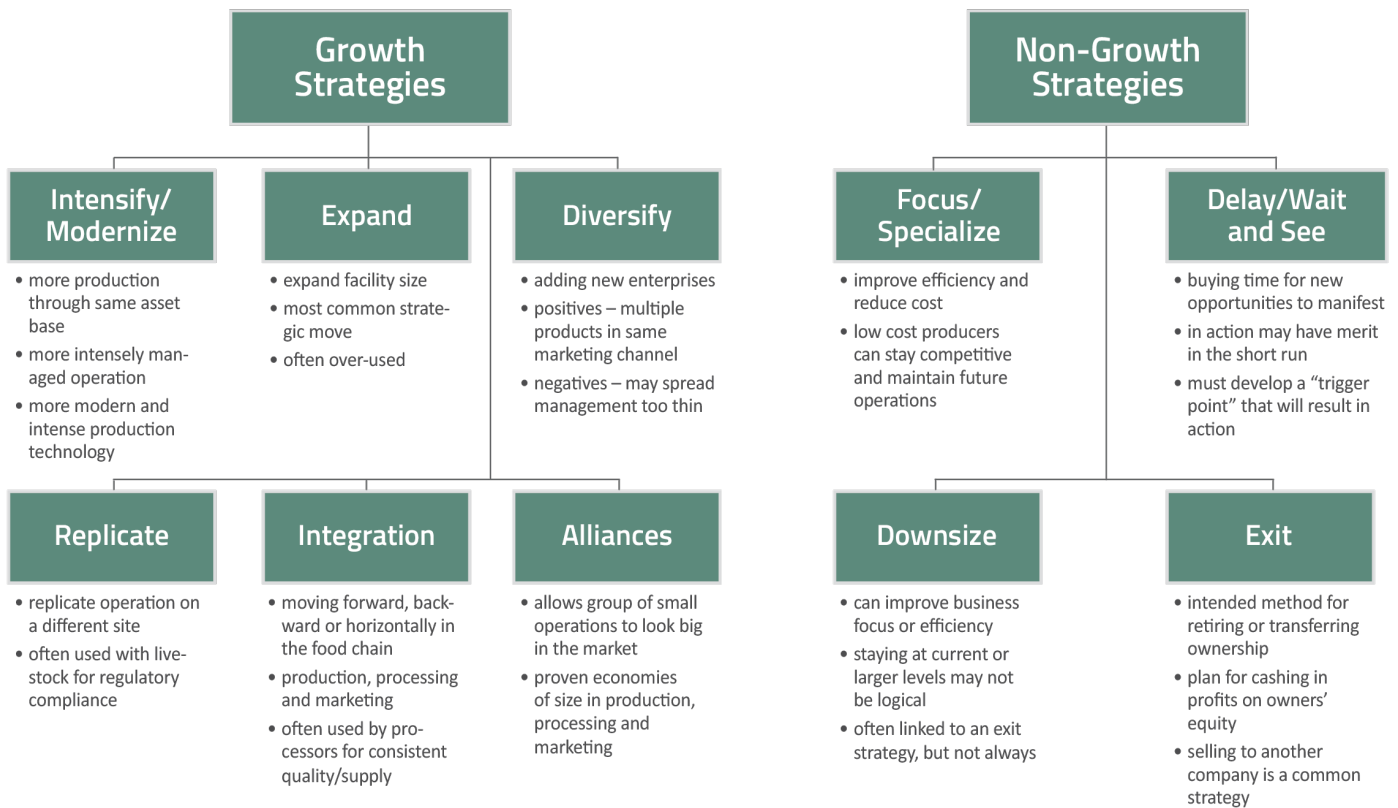 Growth
Strategies
Intensify/
Modernize
• more production
through same asset
base
• more intensely man-
aged operation
• more modern and
intense production
technology
Expand
• expand facility size
• most common strate-
gic move
• often over-used
Diversify
• adding new enterprises
• positives – multiple
products in same
marketing channel
• negatives – may spread
management too thin
Replicate
• replicate operation on
a different site
• often used with live-
stock for regulatory
compliance
Integration
• moving forward, back-
ward or horizontally in
the food chain
• production, processing
and marketing
• often used by pro-
cessors for consistent
quality/supply
Alliances
• allows group of small
operations to look big
in the market
• proven economies
of size in production,
processing and
marketing
Non-Growth
Strategies
Focus/
Specialize
• improve efficiency and
reduce cost
• low cost producers
can stay competitive
and maintain future
operations
Delay/Wait
and See
• buying time for new
opportunities to manifest
• in action may have merit
in the short run
• must develop a “trigger
point” that will result in
action
Downsize
• can improve business
focus or efficiency
• staying at current or
larger levels may not
be logical
• often linked to an exit
strategy, but not always
Exit
• intended method for
retiring or transferring
ownership
• plan for cashing in
profits on owners’
equity
• selling to another
company is a common
strategy